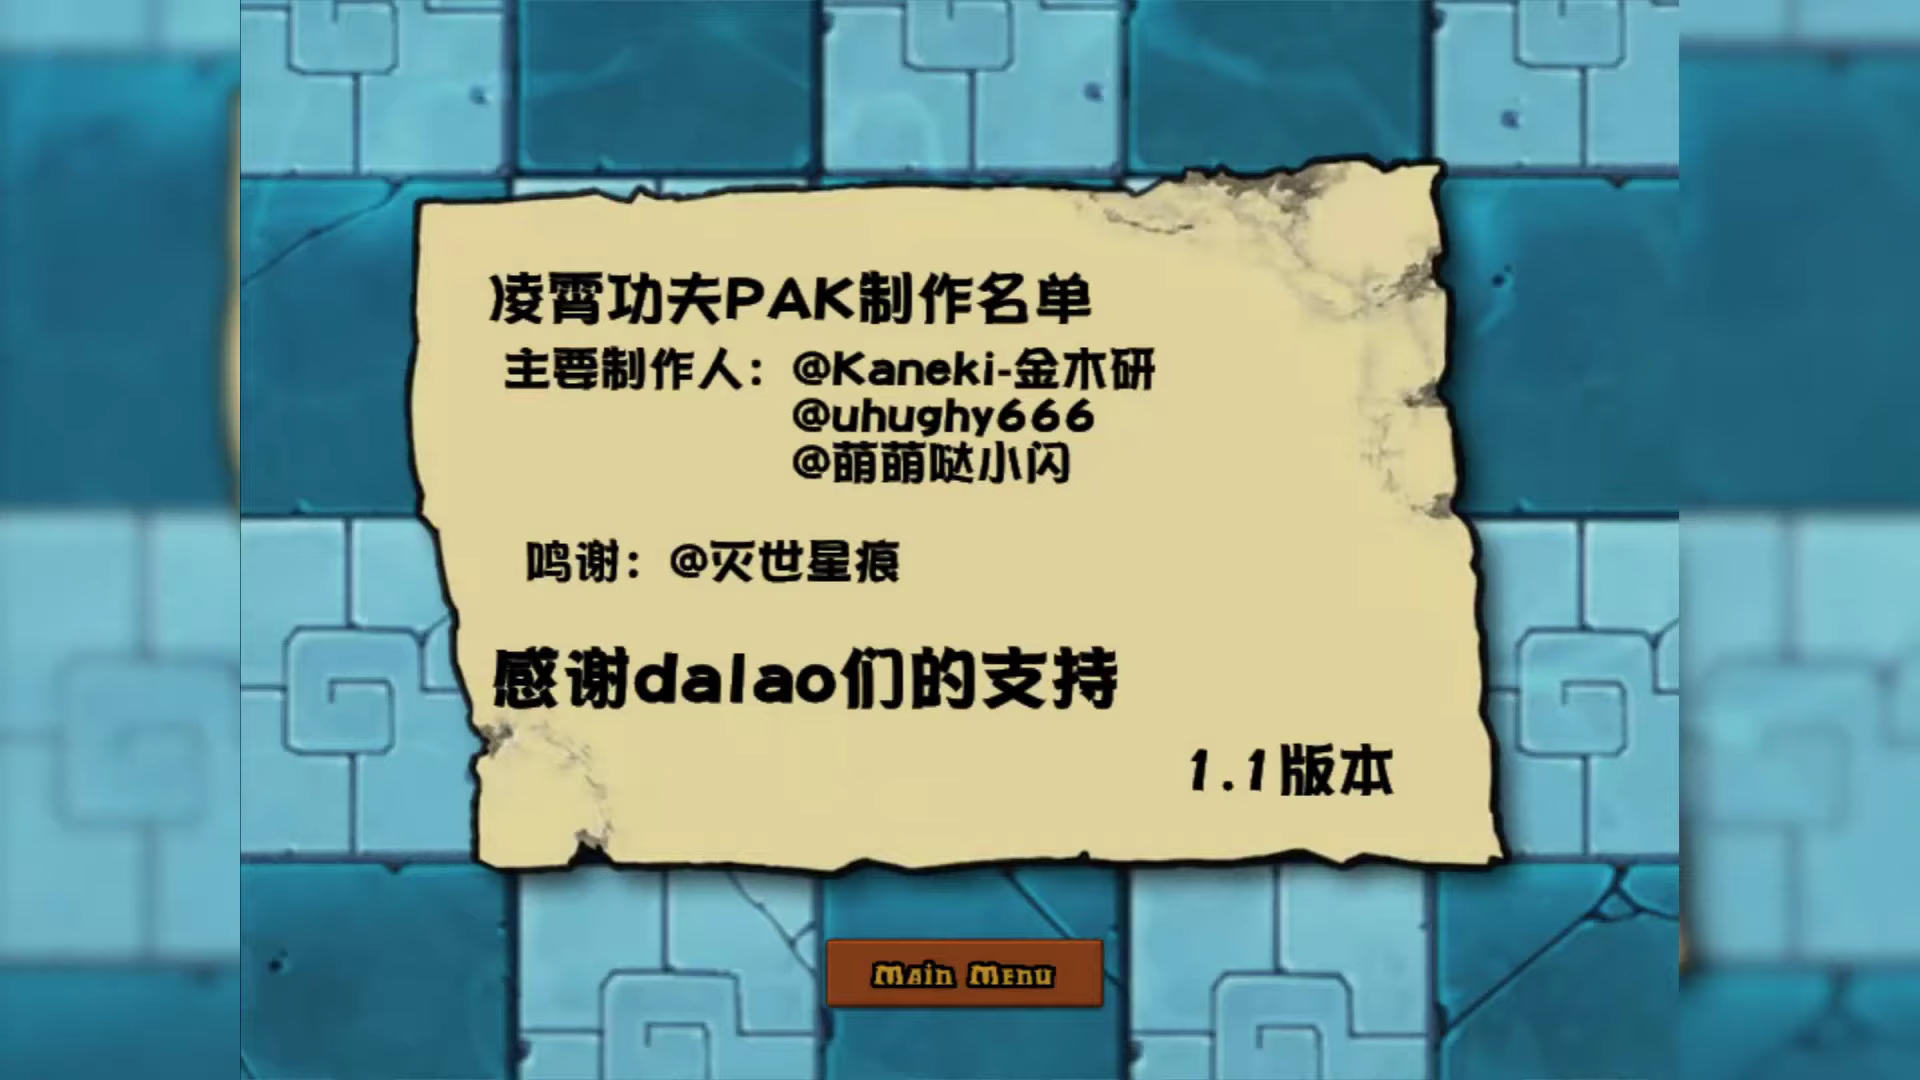 凌霄功夫PAK制作名单
主要制作人：@Kaneki-金木研
@uhughy666
@萌萌哒小闪
鸣谢：@灭世星痕
感谢dalao们的支持
1.1版本
Main Menu